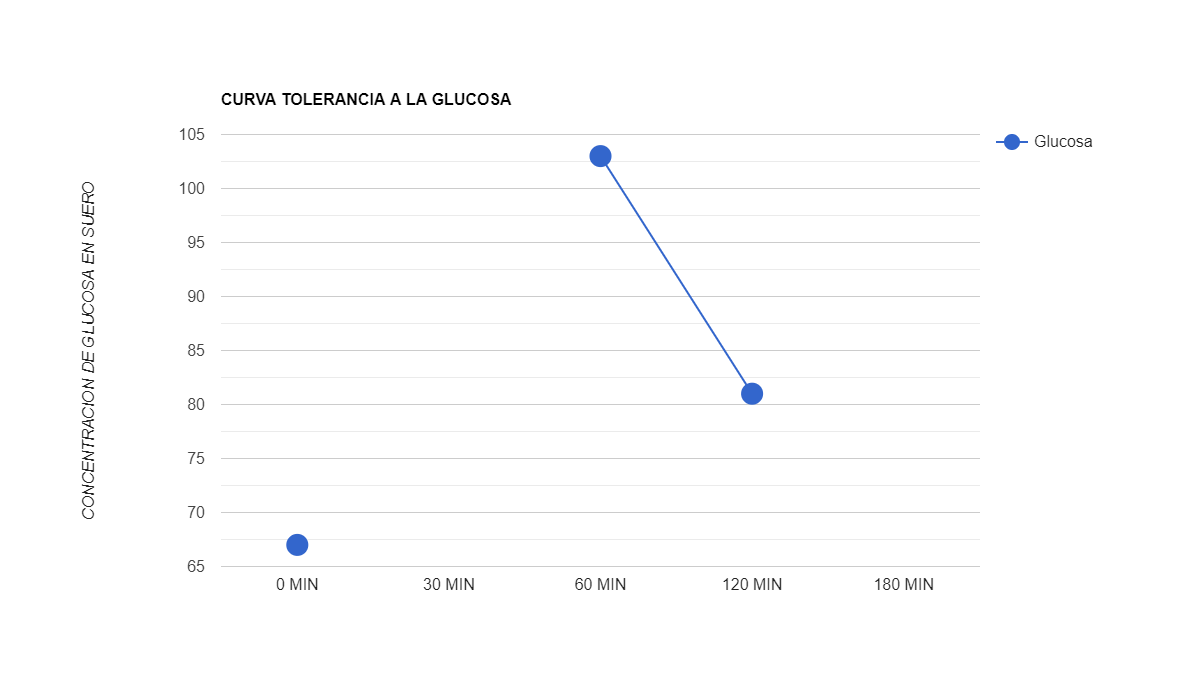 CURVA TOLERANCIA A LA GLUCOSA
Glucosa
CONCENTRACION DE GLUCOSA EN SUERO
105
100
95
90
85
80
75
70
65
0 MIN
30 MIN
60 MIN
120 MIN
180 MIN